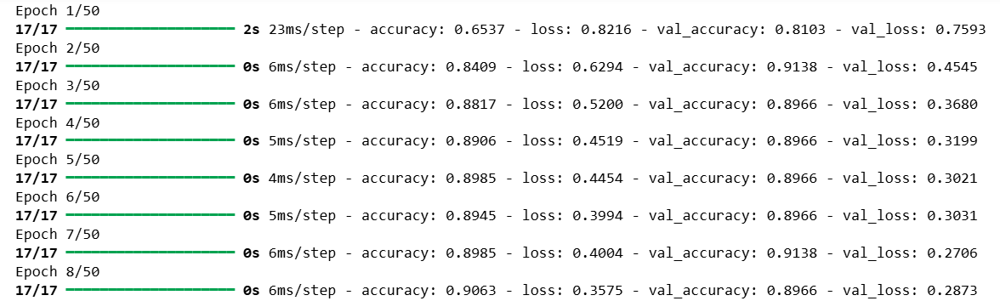 Epoch 1/50
17/17 ━━━━━━━━━━━━━━━━━━━━ 2s 23ms/step - accuracy: 0.6537 - loss: 0.8216 - val_accuracy: 0.8103 - val_loss: 0.7593
Epoch 2/50
17/17 ━━━━━━━━━━━━━━━━━━━━ 0s 6ms/step - accuracy: 0.8409 - loss: 0.6294 - val_accuracy: 0.9138 - val_loss: 0.4545
Epoch 3/50
17/17 ━━━━━━━━━━━━━━━━━━━━ 0s 6ms/step - accuracy: 0.8817 - loss: 0.5200 - val_accuracy: 0.8966 - val_loss: 0.3680
Epoch 4/50
17/17 ━━━━━━━━━━━━━━━━━━━━ 0s 5ms/step - accuracy: 0.8906 - loss: 0.4519 - val_accuracy: 0.8966 - val_loss: 0.3199
Epoch 5/50
17/17 ━━━━━━━━━━━━━━━━━━━━ 0s 4ms/step - accuracy: 0.8985 - loss: 0.4454 - val_accuracy: 0.8966 - val_loss: 0.3021
Epoch 6/50
17/17 ━━━━━━━━━━━━━━━━━━━━ 0s 5ms/step - accuracy: 0.8945 - loss: 0.3994 - val_accuracy: 0.8966 - val_loss: 0.3031
Epoch 7/50
17/17 ━━━━━━━━━━━━━━━━━━━━ 0s 6ms/step - accuracy: 0.8985 - loss: 0.4004 - val_accuracy: 0.9138 - val_loss: 0.2706
Epoch 8/50
17/17 ━━━━━━━━━━━━━━━━━━━━ 0s 6ms/step - accuracy: 0.9063 - loss: 0.3575 - val_accuracy: 0.8966 - val_loss: 0.2873